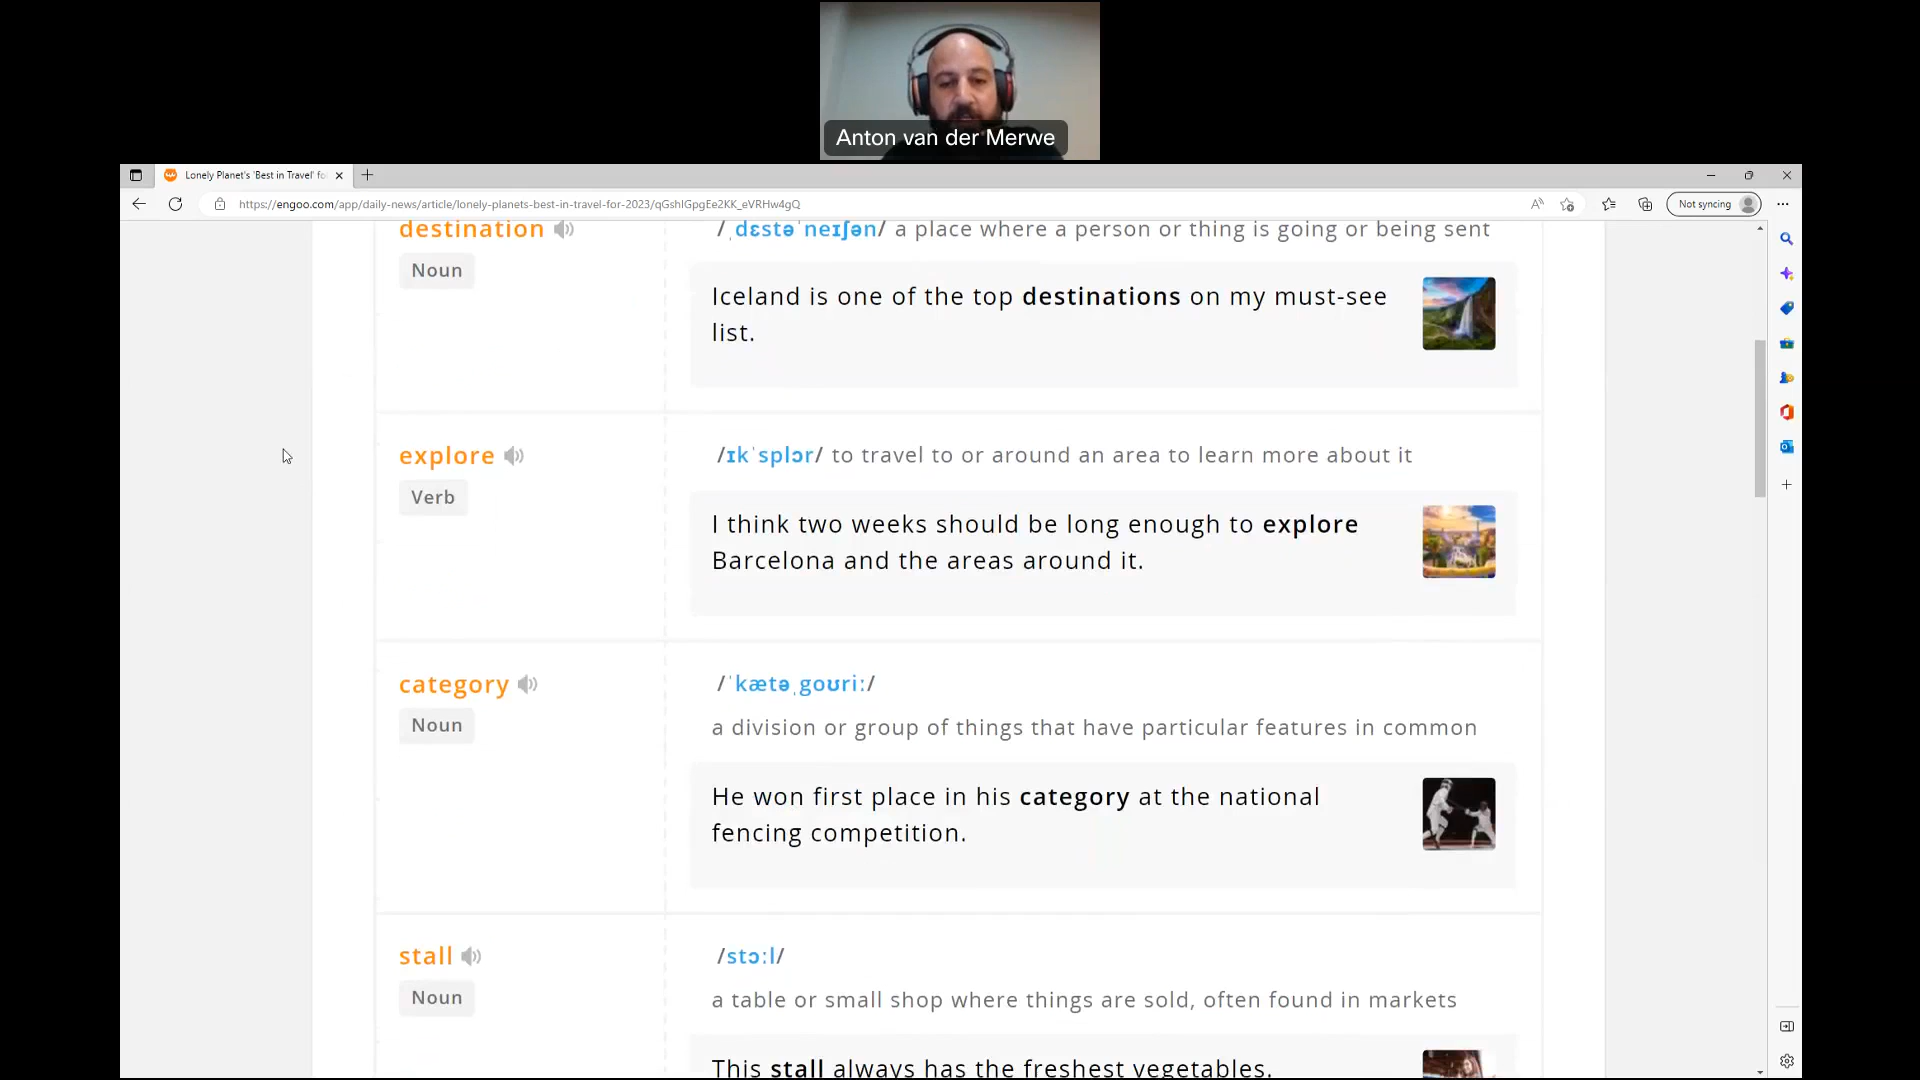 Anton van der Merwe
Lonely Planet's 'Best in Travel' fo
https://engoo.com/app/daily-news/article/lonely-planets-best-in-travel-for-2023/qGshIGpgEe2KK_eVRHw4gQ
Not syncing
destination
/ˌdɛstəˈneɪʃən/ a place where a person or thing is going or being sent
Noun
Iceland is one of the top destinations on my must-see
list.
explore
/ɪkˈsplɔr/ to travel to or around an area to learn more about it
Verb
I think two weeks should be long enough to explore
Barcelona and the areas around it.
category
/ˈkætəˌgoʊriː/
Noun
a division or group of things that have particular features in common
He won first place in his category at the national
fencing competition.
stall
/stɔːl/
Noun
a table or small shop where things are sold, often found in markets
This stall always has the freshest vegetables.